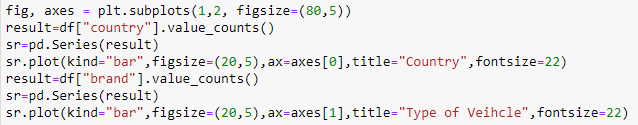 fig, axes = plt.subplots(1,2, figsize=(80,5))
result=df["country"].value_counts()
sr=pd.Series(result)
sr.plot(kind="bar",figsize=(20,5),ax=axes[0],title="Country",fontsize=22)
result=df["brand"].value_counts()
sr=pd.Series(result)
sr.plot(kind="bar",figsize=(20,5),ax=axes[1],title="Type of Veihcle",fontsize=22)